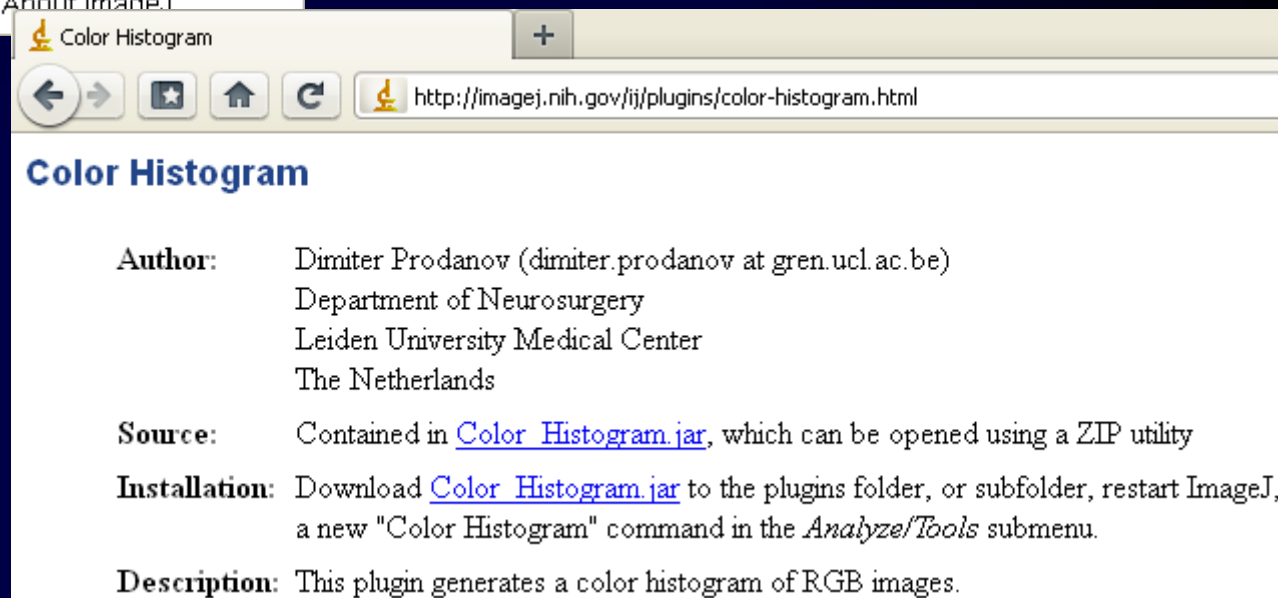 About ImageJ
Color Histogram
http://imagej.nih.gov/ij/plugins/color-histogram.html
Color Histogram
Author: Dimiter Prodanov (dimiter.prodanov at gren.ucl.ac.be)
Department of Neurosurgery
Leiden University Medical Center
The Netherlands
Source: Contained in Color_Histogram.jar, which can be opened using a ZIP utility
Installation: Download Color_Histogram.jar to the plugins folder, or subfolder, restart ImageJ,
a new "Color Histogram" command in the Analyze/Tools submenu.
Description: This plugin generates a color histogram of RGB images.